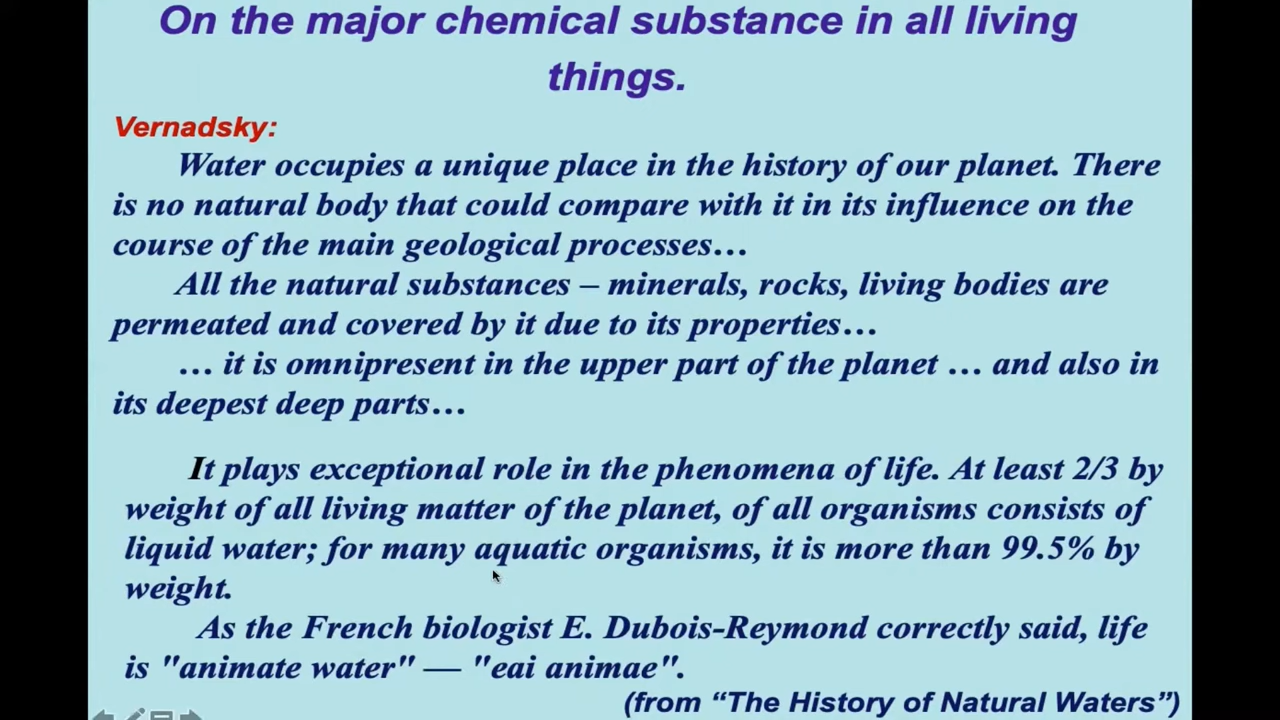 On the major chemical substance in all living
things.
Vernadsky:
Water occupies a unique place in the history of our planet. There
is no natural body that could compare with it in its influence on the
course of the main geological processes…
All the natural substances – minerals, rocks, living bodies are
permeated and covered by it due to its properties…
… it is omnipresent in the upper part of the planet … and also in
its deepest deep parts…
It plays exceptional role in the phenomena of life. At least 2/3 by
weight of all living matter of the planet, of all organisms consists of
liquid water; for many aquatic organisms, it is more than 99.5% by
weight.
As the French biologist E. Dubois-Reymond correctly said, life
is "animate water" — "eai animae".
(from “The History of Natural Waters”)